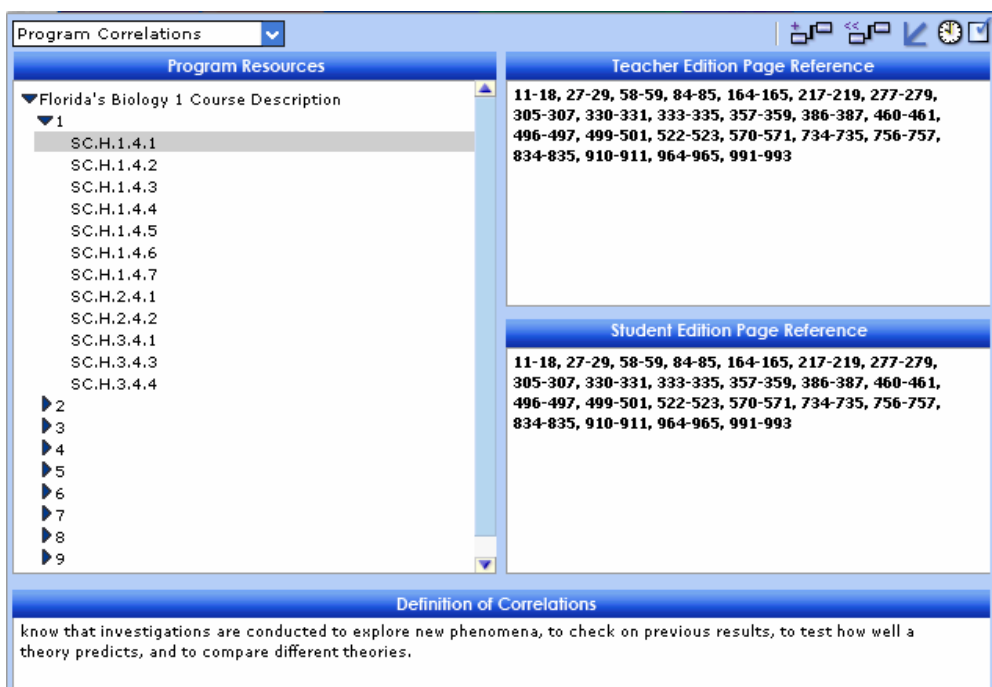 Program Correlations
Program Resources
Florida's Biology 1 Course Description
1
SC.H.1.4.1
SC.H.1.4.2
SC.H.1.4.3
SC.H.1.4.4
SC.H.1.4.5
SC.H.1.4.6
SC.H.1.4.7
SC.H.2.4.1
SC.H.2.4.2
SC.H.3.4.1
SC.H.3.4.3
SC.H.3.4.4
2
3
4
5
6
7
8
9
Teacher Edition Page Reference
11-18, 27-29, 58-59, 84-85, 164-165, 217-219, 277-279,
305-307, 330-331, 333-335, 357-359, 386-387, 460-461,
496-497, 499-501, 522-523, 570-571, 734-735, 756-757,
834-835, 910-911, 964-965, 991-993
Student Edition Page Reference
11-18, 27-29, 58-59, 84-85, 164-165, 217-219, 277-279,
305-307, 330-331, 333-335, 357-359, 386-387, 460-461,
496-497, 499-501, 522-523, 570-571, 734-735, 756-757,
834-835, 910-911, 964-965, 991-993
Definition of Correlations
know that investigations are conducted to explore new phenomena, to check on previous results, to test how well a
theory predicts, and to compare different theories.